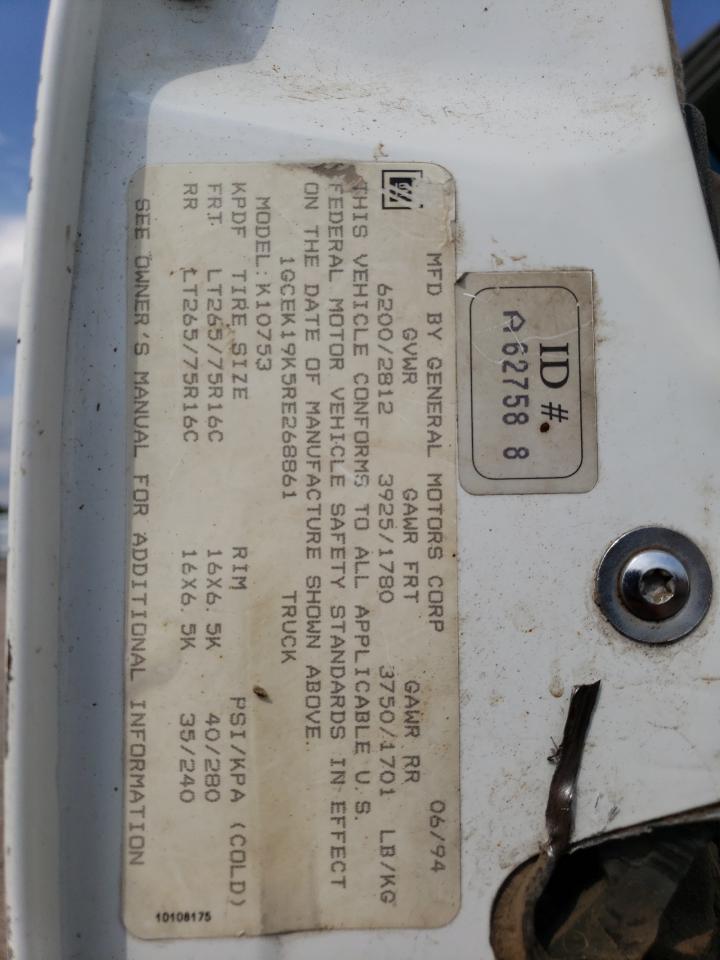 MFD BY GENERAL MOTORS CORP 06/94
GVWR GAWR FRT GAWR RR
6200/2812 3925/1780 3750/1701 LB/KG
THIS VEHICLE CONFORMS TO ALL APPLICABLE U.S.
FEDERAL MOTOR VEHICLE SAFETY STANDARDS IN EFFECT
ON THE DATE OF MANUFACTURE SHOWN ABOVE.
1GCEK19K5RE268861 TRUCK
MODEL:K10753
KPDF TIRE SIZE RIM PSI/KPA (COLD)
FRT LT265/75R16C 16X6.5K 40/280
RR LT265/75R16C 16X6.5K 35/240
SEE OWNER'S MANUAL FOR ADDITIONAL INFORMATION
10108175
ID #
A62758 8